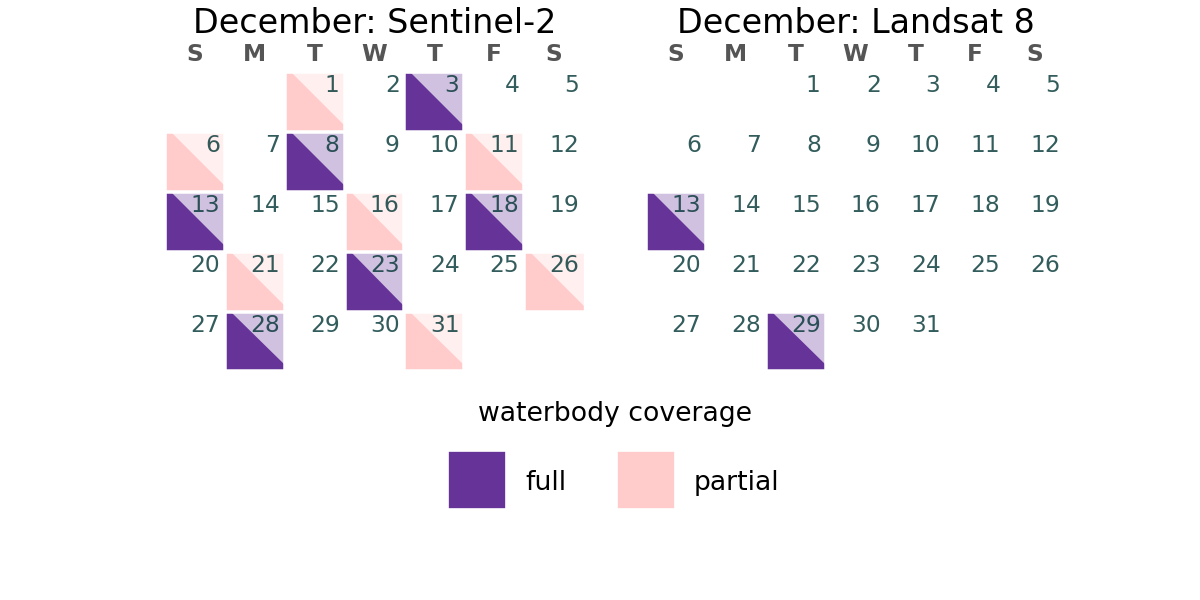 December: Sentinel-2
S M T W T F S
1 2 3 4 5
6 7 8 9 10 11 12
13 14 15 16 17 18 19
20 21 22 23 24 25 26
27 28 29 30 31
December: Landsat 8
S M T W T F S
1 2 3 4 5
6 7 8 9 10 11 12
13 14 15 16 17 18 19
20 21 22 23 24 25 26
27 28 29 30 31
waterbody coverage
full partial